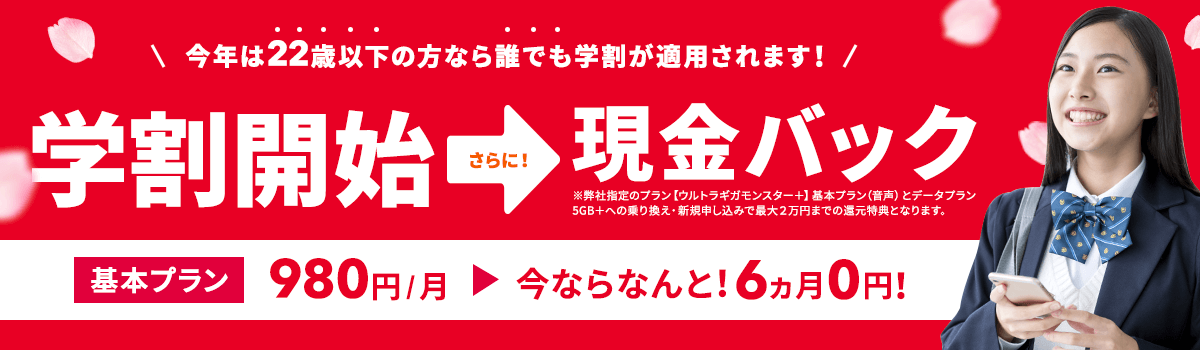 \ 今年は22歳以下の方なら誰でも学割が適用されます! /
学割開始 さらに! 現金バック
※弊社指定のプラン【ウルトラギガモンスター＋】基本プラン(音声)とデータプラン
5GB＋への乗り換え・新規申し込みで最大２万円までの還元特典となります。
基本プラン 980円/月 ▶ 今ならなんと!6ヵ月0円!